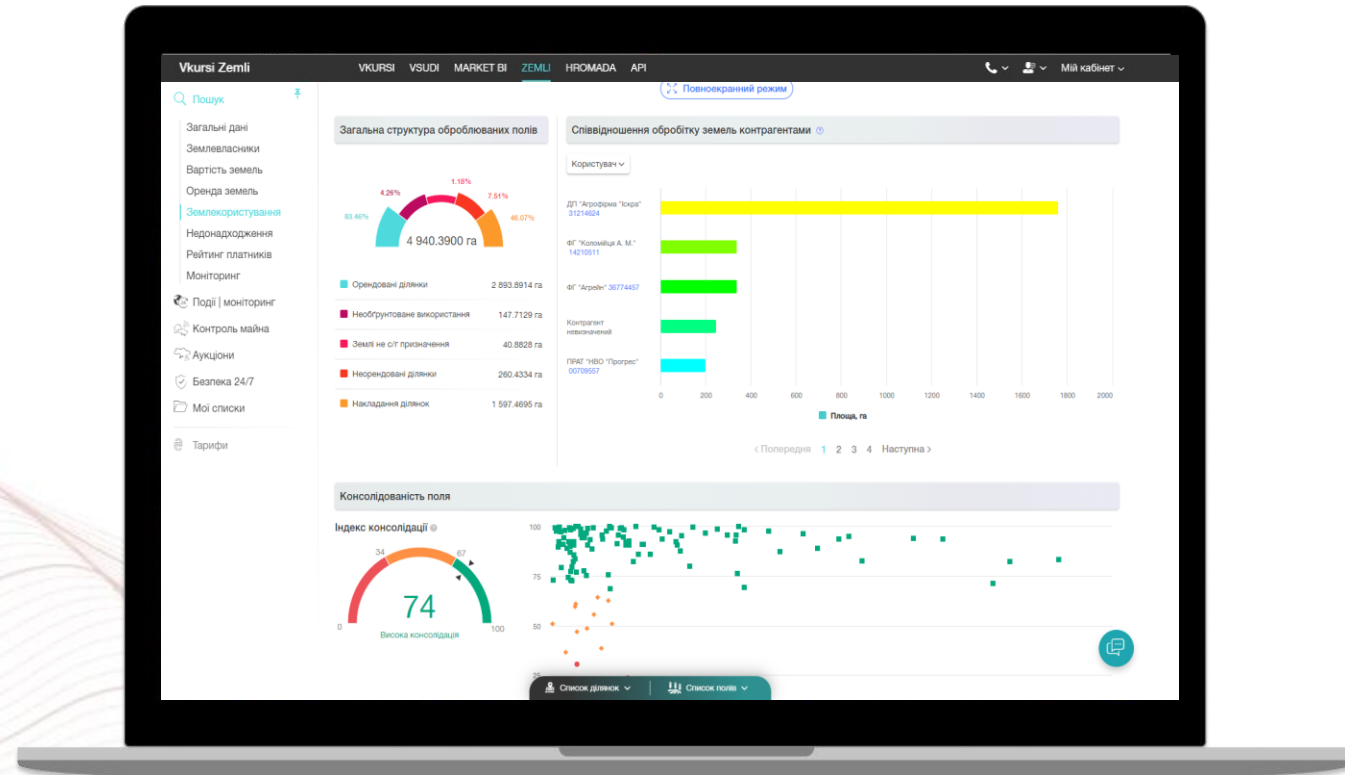 Vkursi Zemli
VKURSI VSUDI MARKET BI ZEMLI HROMADA API
Мій кабінет
Пошук
Повноекранний режим
Загальні дані
Землевласники
Вартість земель
Оренда земель
Землекористування
Недонадходження
Рейтинг платників
Моніторинг
Події | моніторинг
Контроль майна
Аукціони
Безпека 24/7
Мої списки
Тарифи
Загальна структура оброблюваних полів
4.26%
1.18%
7.51%
83.46%
46.07%
4 940.3900 га
Орендовані ділянки 2 893.8914 га
Необґрунтоване використання 147.7129 га
Землі не с/г призначення 40.8828 га
Неорендовані ділянки 260.4334 га
Накладання ділянок 1 597.4695 га
Співвідношення обробітку земель контрагентами
Користувач
ДП "Агрофірма "Іскра"
31214624
ФГ "Коломійця А. М."
14210511
ФГ "Агрейн" 36774457
Контрагент
невизначений
ПРАТ "НВО "Прогрес"
00709557
0 200 400 600 800 1000 1200 1400 1600 1800 2000
Площа, га
< Попередня 1 2 3 4 Наступна >
Консолідованість поля
Індекс консолідації
34
67
74
0
100
Висока консолідація
100
75
50
25
Список ділянок
Список полів